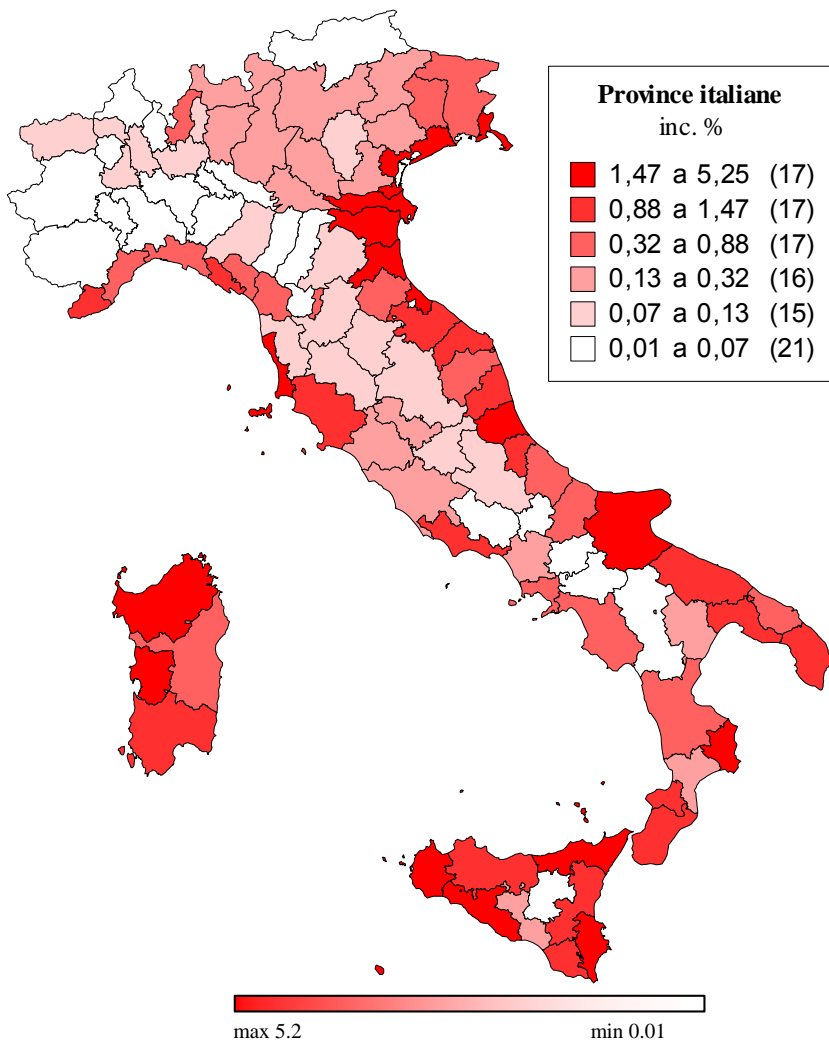 Province italiane
inc. %
1,47 a 5,25 (17)
0,88 a 1,47 (17)
0,32 a 0,88 (17)
0,13 a 0,32 (16)
0,07 a 0,13 (15)
0,01 a 0,07 (21)
max 5.2 min 0.01